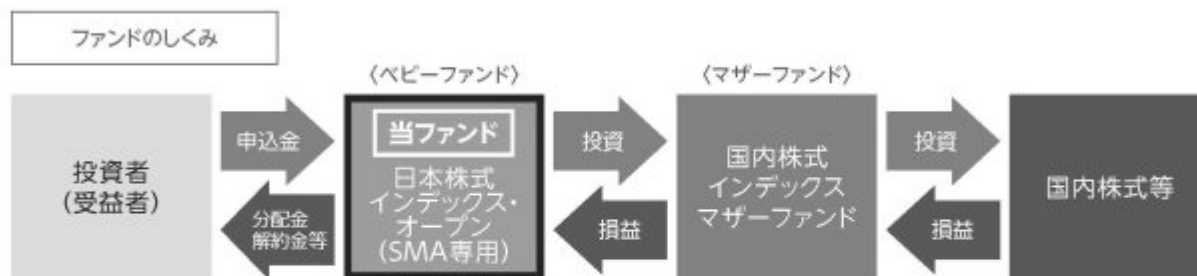 ファンドのしくみ
〈ベビーファンド〉
〈マザーファンド〉
投資者
(受益者)
申込金
分配金
解約金等
当ファンド
日本株式
インデックス・
オープン
(SMA専用)
投資
損益
国内株式
インデックス
マザーファンド
投資
損益
国内株式等